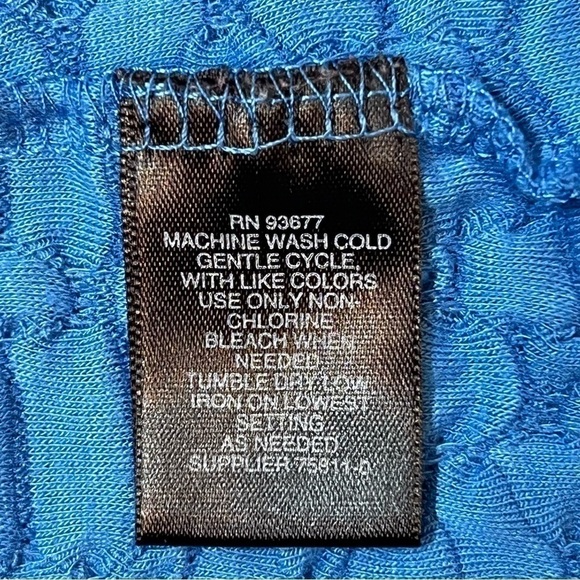 RN 93677
MACHINE WASH COLD
GENTLE CYCLE,
WITH LIKE COLORS
USE ONLY NON-
CHLORINE
BLEACH WHEN
NEEDED.
TUMBLE DRY LOW.
IRON ON LOWEST
SETTING
AS NEEDED
SUPPLIER